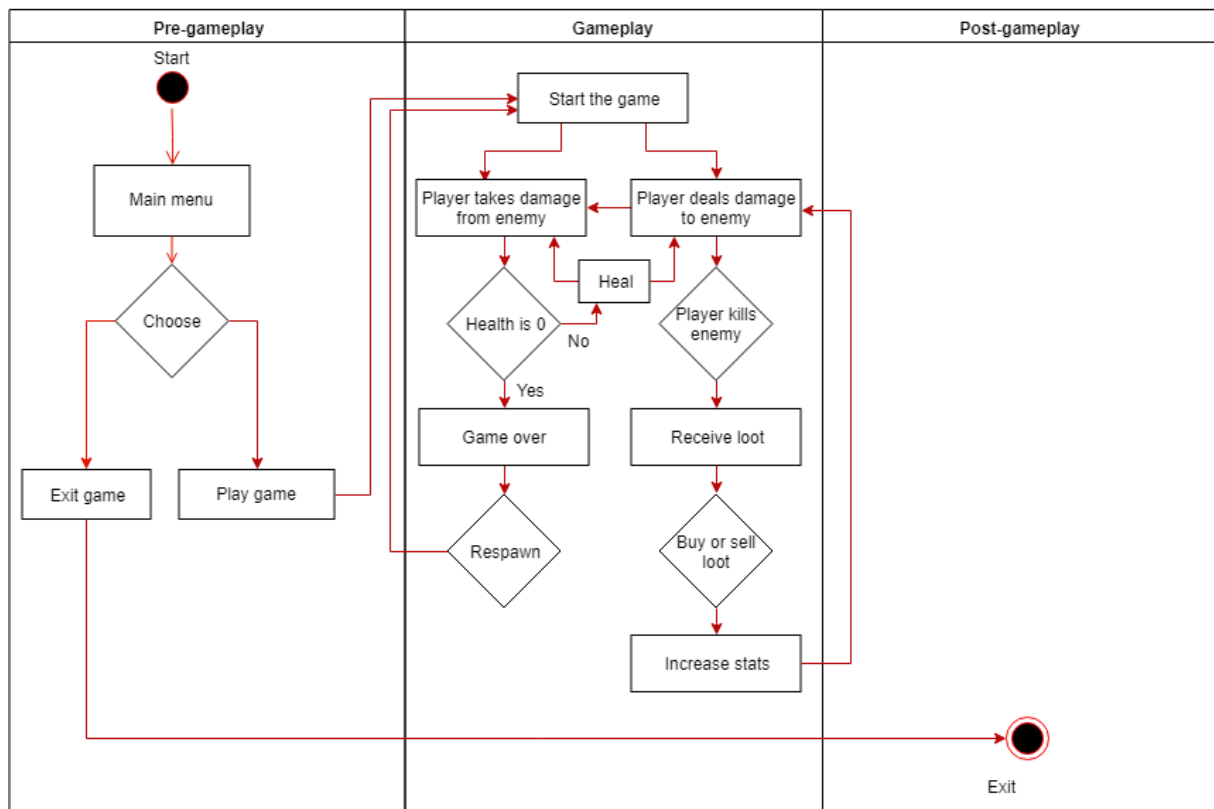 Pre-gameplay
Gameplay
Post-gameplay
Start
Main menu
Choose
Exit game
Play game
Start the game
Player takes damage
from enemy
Player deals damage
to enemy
Heal
Health is 0
No
Yes
Player kills
enemy
Game over
Receive loot
Respawn
Buy or sell
loot
Increase stats
Exit